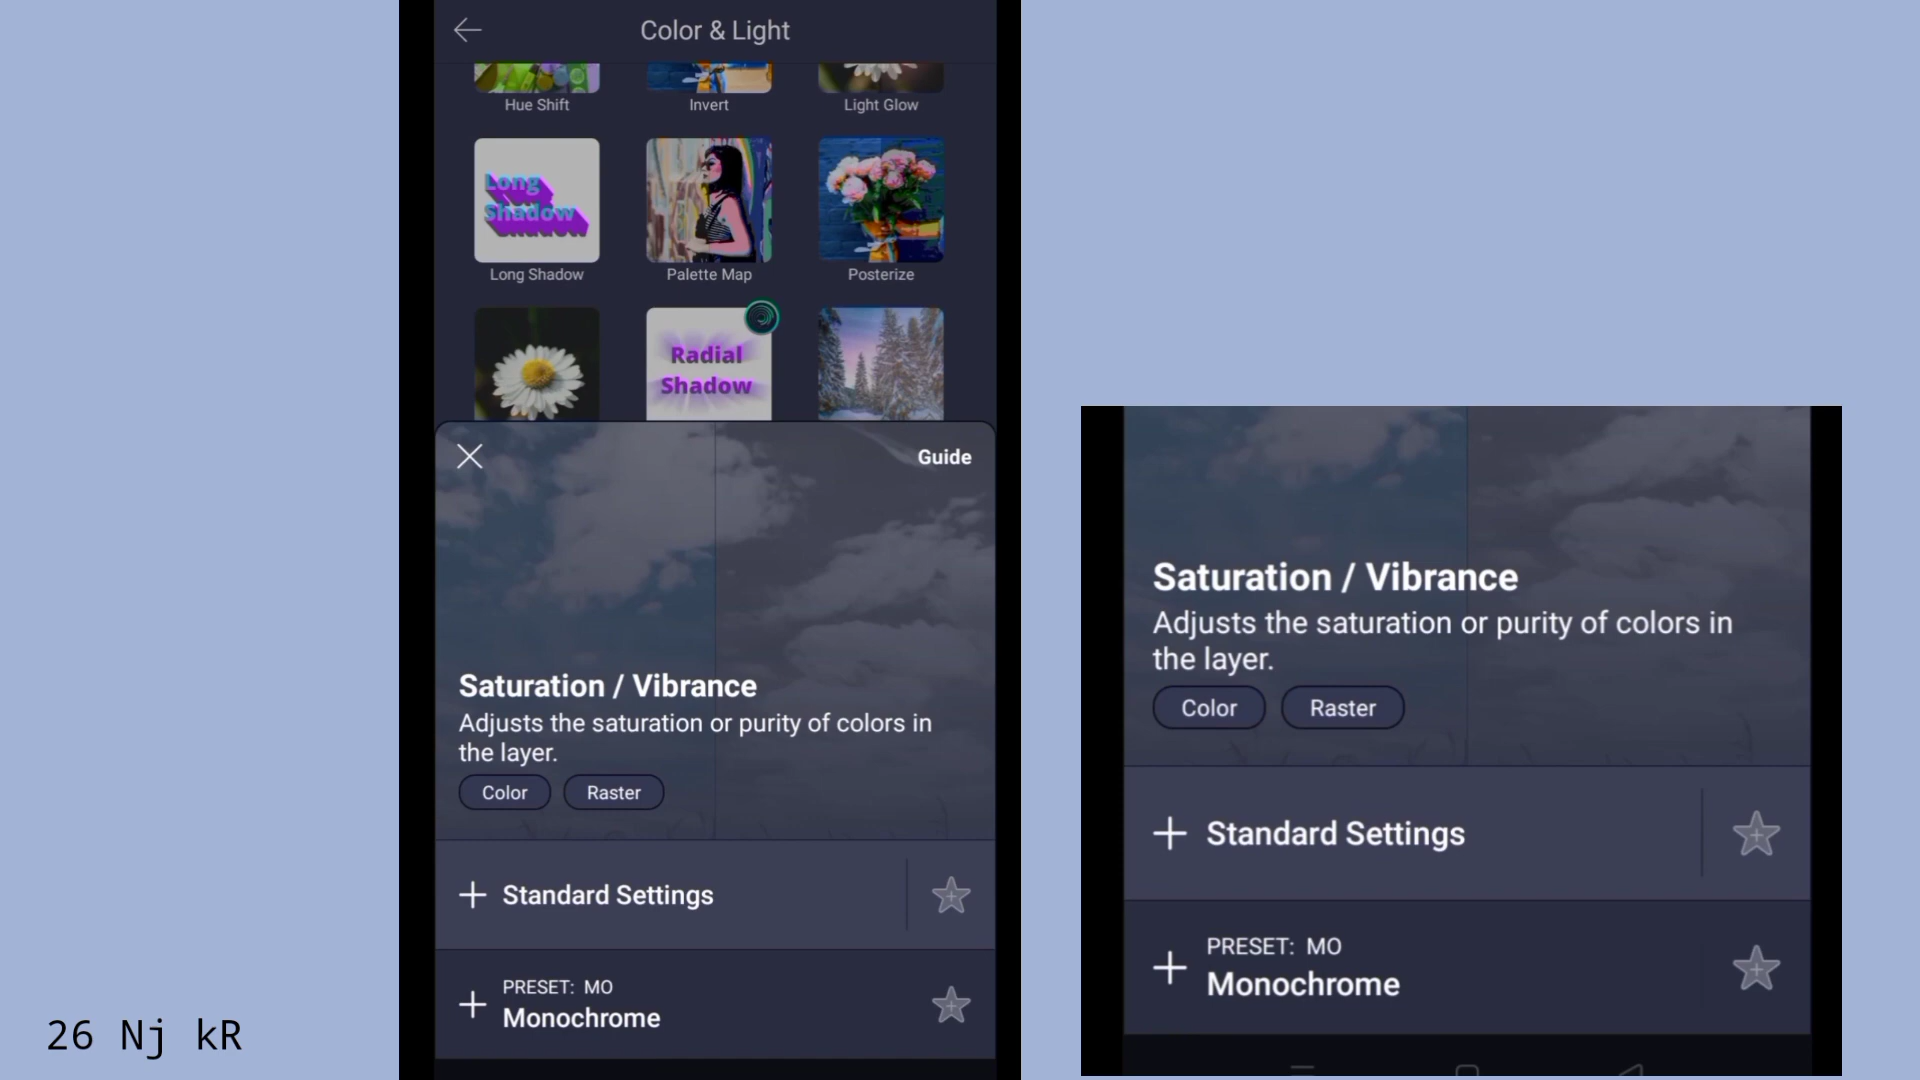 Color & Light
Hue Shift
Invert
Light Glow
Long
Shadow
Long Shadow
Palette Map
Posterize
Radial
Shadow
Guide
Saturation / Vibrance
Adjusts the saturation or purity of colors in
the layer.
Color
Raster
Standard Settings
PRESET: MO
Monochrome
Saturation / Vibrance
Adjusts the saturation or purity of colors in
the layer.
Color
Raster
Standard Settings
PRESET: MO
Monochrome
26 Nj kR